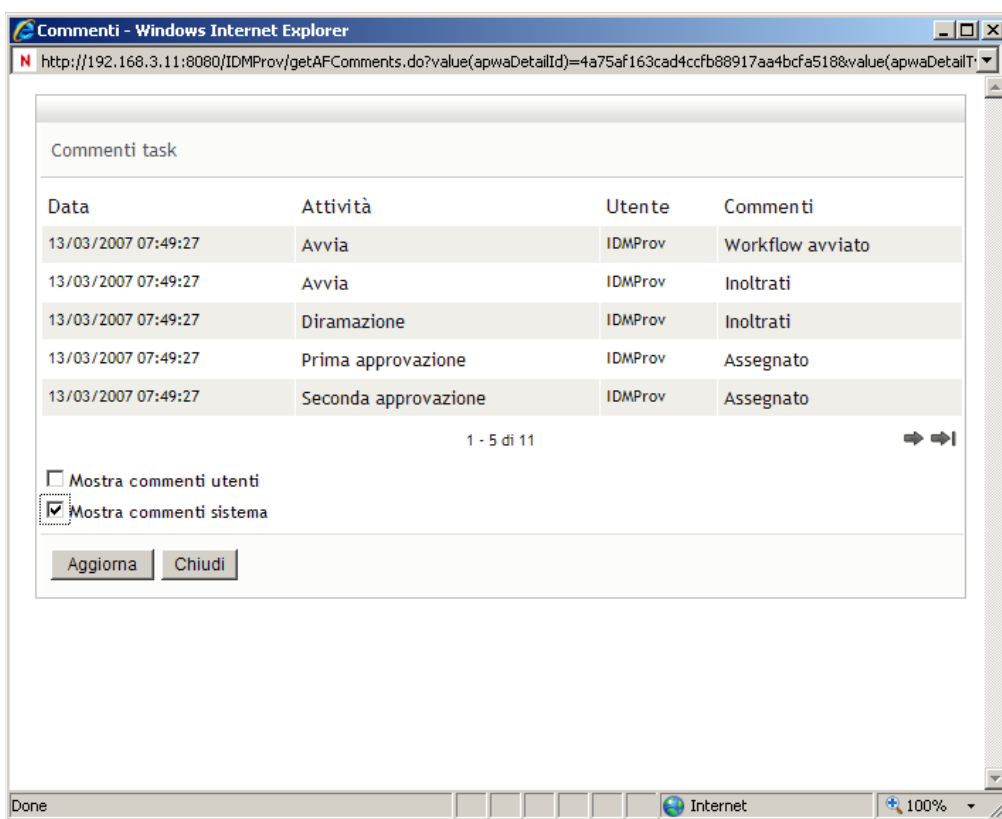 Commenti - Windows Internet Explorer
N http://192.168.3.11:8080/IDMProv/getAFComments.do?value(apwaDetailId)=4a75af163cad4ccfb88917aa4bcfa518&value(apwaDetailT
Commenti task
Data Attività Utente Commenti
13/03/2007 07:49:27 Avvia IDMProv Workflow avviato
13/03/2007 07:49:27 Avvia IDMProv Inoltrati
13/03/2007 07:49:27 Diramazione IDMProv Inoltrati
13/03/2007 07:49:27 Prima approvazione IDMProv Assegnato
13/03/2007 07:49:27 Seconda approvazione IDMProv Assegnato
1 - 5 di 11
Mostra commenti utenti
Mostra commenti sistema
Aggiorna Chiudi
Done Internet 100%